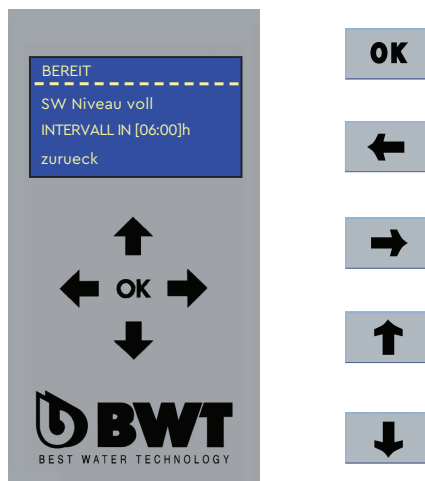 BEREIT
SW Niveau voll
INTERVALL IN [06:00]h
zurueck
OK
BWT
BEST WATER TECHNOLOGY
OK